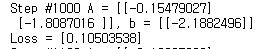 Step #1000 A = [[-0.15479027]
[-1.8087016 ]], b = [[-2.1882496]]
Loss = [0.10503538]